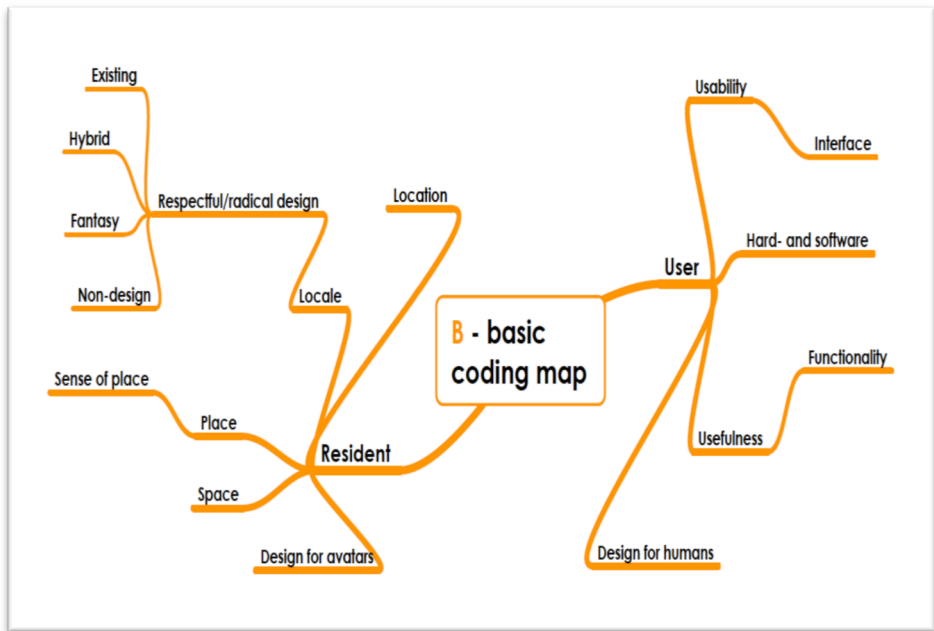 Existing
Hybrid
Fantasy
Non-design
Respectful/radical design
Locale
Location
Sense of place
Place
Space
Resident
Design for avatars
B - basic
coding map
User
Usability
Interface
Hard- and software
Functionality
Usefulness
Design for humans